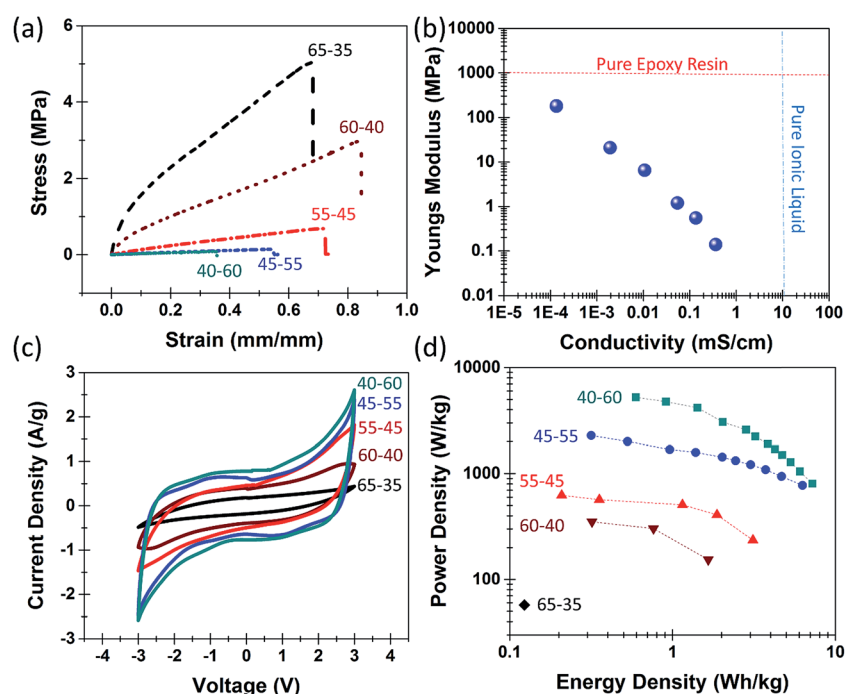 (a)
6
4
2
0
Stress (MPa)
65-35
60-40
55-45
45-55
40-60
0.0 0.2 0.4 0.6 0.8 1.0
Strain (mm/mm)
(b)
10000
1000
100
10
1
0.1
0.01
Youngs Modulus (MPa)
Pure Epoxy Resin
Pure Ionic Liquid
1E-5 1E-4 1E-3 0.01 0.1 1 10 100
Conductivity (mS/cm)
(c)
3
2
1
0
-1
-2
-3
Current Density (A/g)
40-60
45-55
55-45
60-40
65-35
-4 -3 -2 -1 0 1 2 3 4
Voltage (V)
(d)
10000
1000
100
Power Density (W/kg)
40-60
45-55
55-45
60-40
65-35
0.1 1 10
Energy Density (Wh/kg)